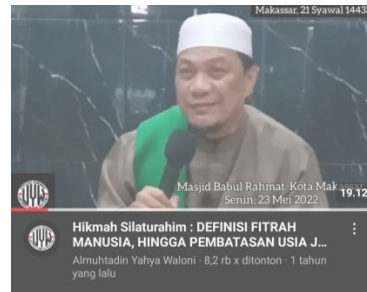 Makassar, 21 Syawal 1443
Masjid Babul Rahmat, Kota Makassar
Senin, 23 Mei 2022
19.12
Hikmah Silaturahim : DEFINISI FITRAH
MANUSIA, HINGGA PEMBATASAN USIA J...
Almuhtadin Yahya Waloni · 8,2 rb x ditonton · 1 tahun
yang lalu